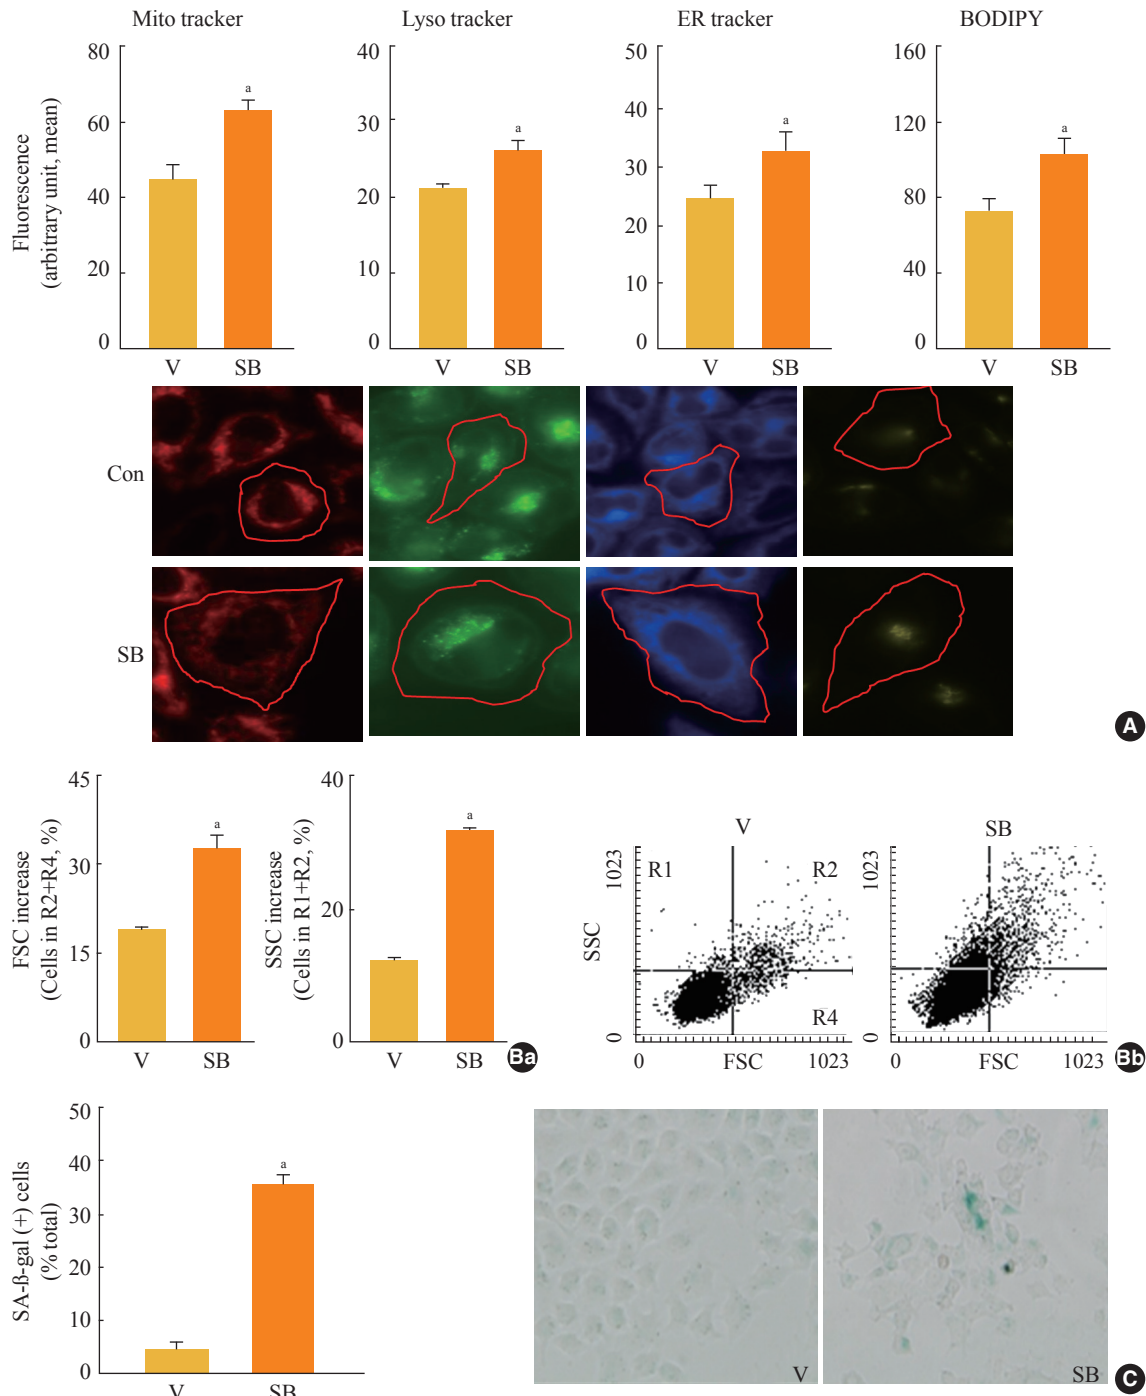 Mito tracker
Lyso tracker
ER tracker
BODIPY
Fluorescence
(arbitrary unit, mean)
80
60
40
20
0
a
V
SB
40
30
20
10
0
a
V
SB
50
40
30
20
10
0
a
V
SB
160
120
80
40
0
a
V
SB
Con
SB
A
FSC increase
(Cells in R2+R4, %)
45
30
15
0
a
V
SB
SSC increase
(Cells in R1+R2, %)
40
20
0
a
V
SB
Ba
V
SSC
1023
0
R1
R2
R4
0
FSC
1023
SB
1023
0
0
FSC
1023
Bb
SA-ß-gal (+) cells
(% total)
50
40
30
20
10
0
a
V
SB
V
SB
C